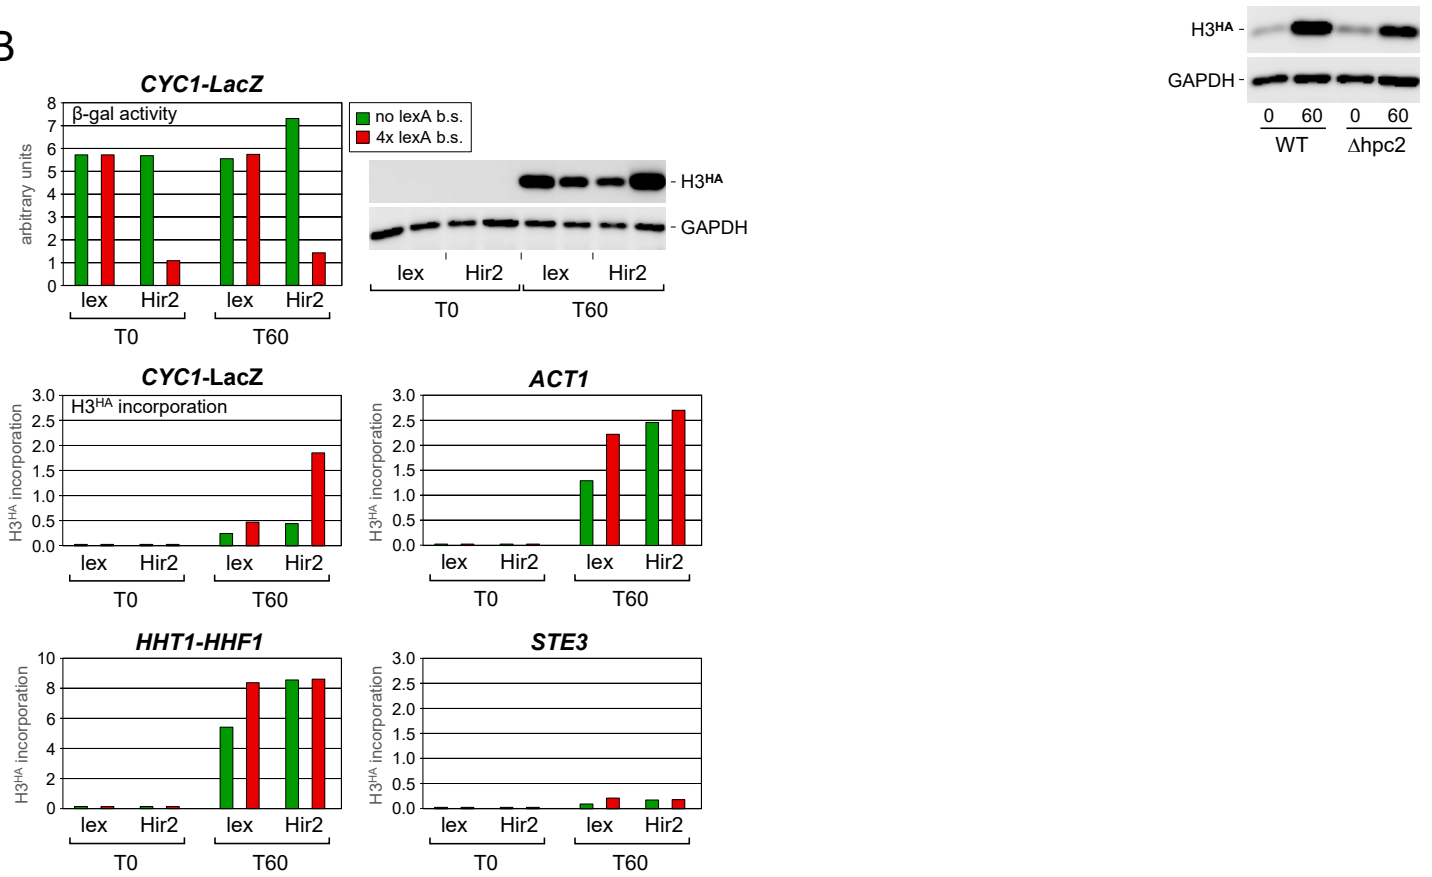 B
CYC1-LacZ
β-gal activity
arbitrary units
8
7
6
5
4
3
2
1
0
lex Hir2 lex Hir2
T0 T60
no lexA b.s.
4x lexA b.s.
H3HA
GAPDH
lex Hir2 lex Hir2
T0 T60
H3HA
GAPDH
0 60 0 60
WT Δhpc2
CYC1-LacZ
H3HA incorporation
H3HA incorporation
3.0
2.5
2.0
1.5
1.0
0.5
0.0
lex Hir2 lex Hir2
T0 T60
ACT1
H3HA incorporation
3.0
2.5
2.0
1.5
1.0
0.5
0.0
lex Hir2 lex Hir2
T0 T60
HHT1-HHF1
H3HA incorporation
10
8
6
4
2
0
lex Hir2 lex Hir2
T0 T60
STE3
H3HA incorporation
3.0
2.5
2.0
1.5
1.0
0.5
0.0
lex Hir2 lex Hir2
T0 T60